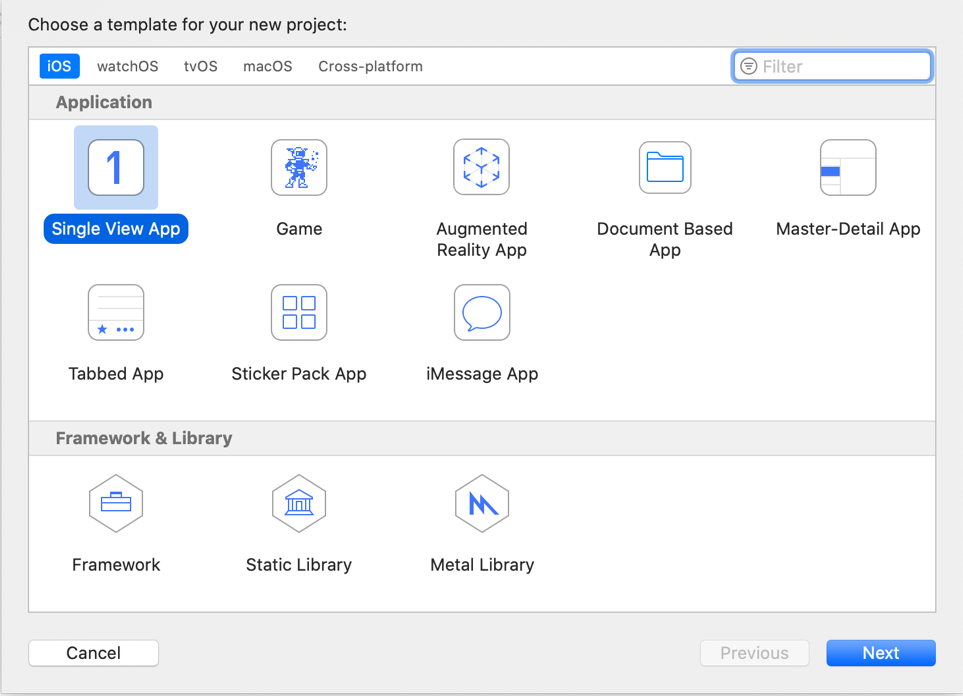 Choose a template for your new project:
iOS watchOS tvOS macOS Cross-platform Filter
Application
1
Single View App Game Augmented Reality App Document Based App Master-Detail App
Tabbed App Sticker Pack App iMessage App
Framework & Library
Framework Static Library Metal Library
Cancel Previous Next